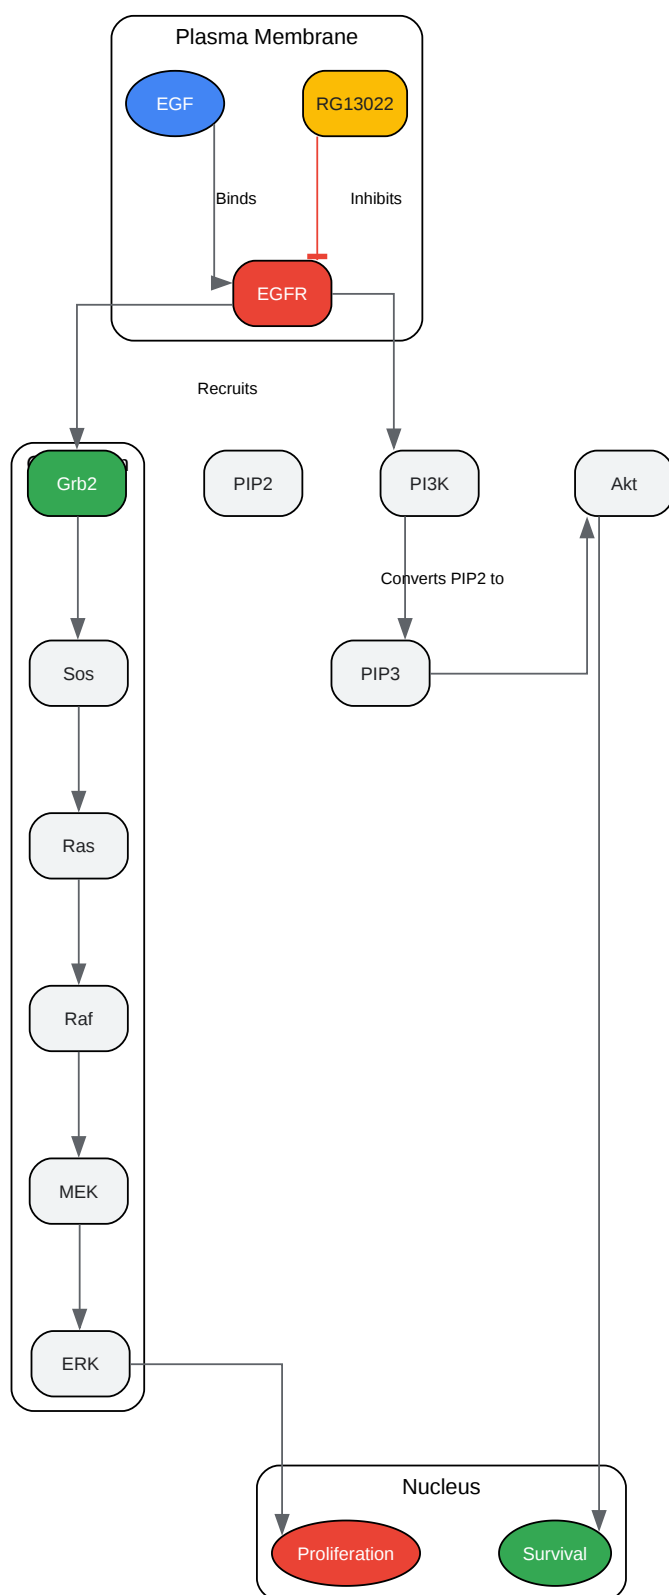 Plasma Membrane
EGF
RG13022
Binds
Inhibits
EGFR
Recruits
Grb2
PIP2
PI3K
Akt
Converts PIP2 to
Sos
PIP3
Ras
Raf
MEK
ERK
Nucleus
Proliferation
Survival